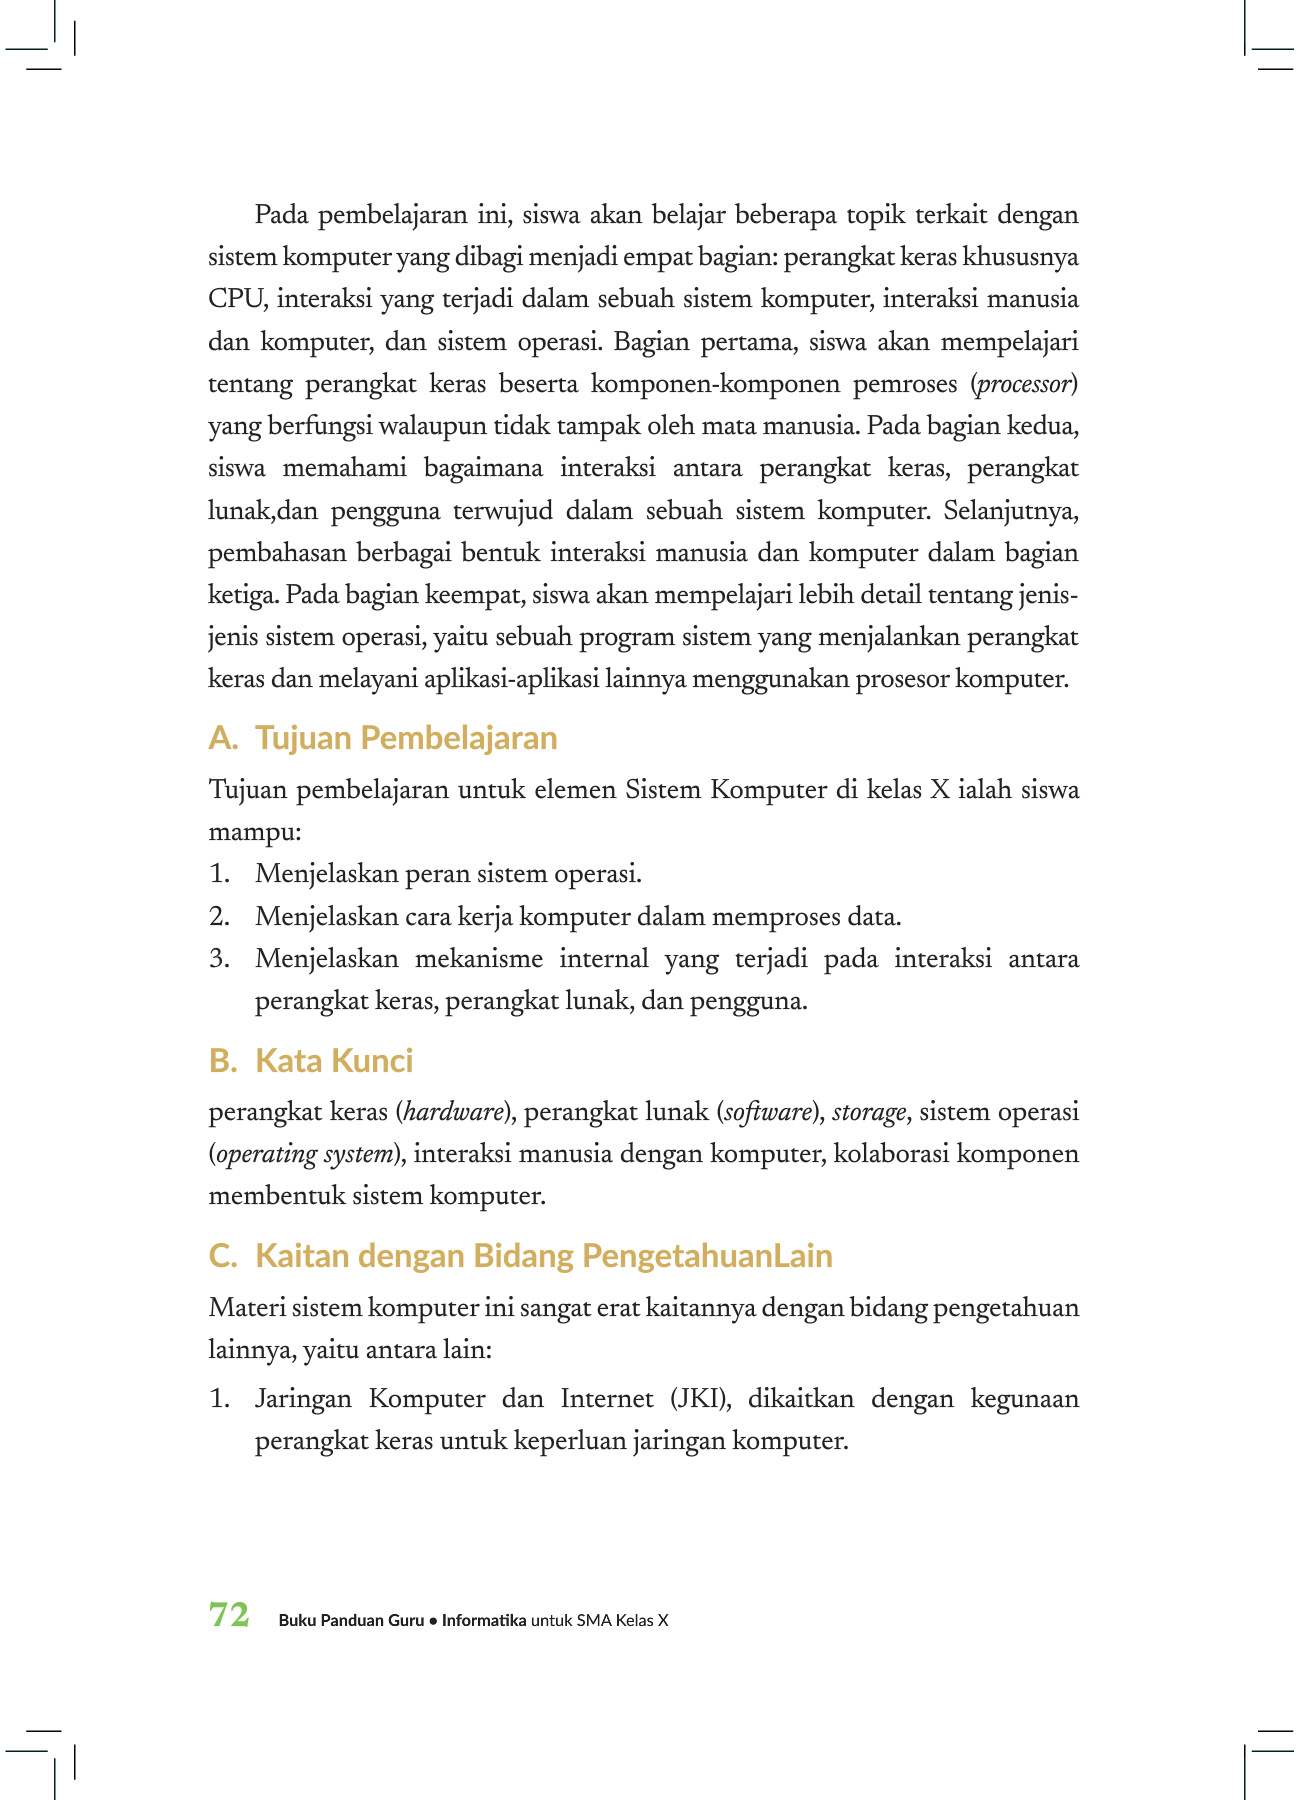 Pada pembelajaran ini, siswa akan belajar beberapa topik terkait dengan
sistem komputer yang dibagi menjadi empat bagian: perangkat keras khususnya
CPU, interaksi yang terjadi dalam sebuah sistem komputer, interaksi manusia
dan komputer, dan sistem operasi. Bagian pertama, siswa akan mempelajari
tentang perangkat keras beserta komponen-komponen pemroses (processor)
yang berfungsi walaupun tidak tampak oleh mata manusia. Pada bagian kedua,
siswa memahami bagaimana interaksi antara perangkat keras, perangkat
lunak,dan pengguna terwujud dalam sebuah sistem komputer. Selanjutnya,
pembahasan berbagai bentuk interaksi manusia dan komputer dalam bagian
ketiga. Pada bagian keempat, siswa akan mempelajari lebih detail tentang jenis-
jenis sistem operasi, yaitu sebuah program sistem yang menjalankan perangkat
keras dan melayani aplikasi-aplikasi lainnya menggunakan prosesor komputer.
A. Tujuan Pembelajaran
Tujuan pembelajaran untuk elemen Sistem Komputer di kelas X ialah siswa
mampu:
1. Menjelaskan peran sistem operasi.
2. Menjelaskan cara kerja komputer dalam memproses data.
3. Menjelaskan mekanisme internal yang terjadi pada interaksi antara
perangkat keras, perangkat lunak, dan pengguna.
B. Kata Kunci
perangkat keras (hardware), perangkat lunak (software), storage, sistem operasi
(operating system), interaksi manusia dengan komputer, kolaborasi komponen
membentuk sistem komputer.
C. Kaitan dengan Bidang PengetahuanLain
Materi sistem komputer ini sangat erat kaitannya dengan bidang pengetahuan
lainnya, yaitu antara lain:
1. Jaringan Komputer dan Internet (JKI), dikaitkan dengan kegunaan
perangkat keras untuk keperluan jaringan komputer.
72 Buku Panduan Guru • Informatika untuk SMA Kelas X